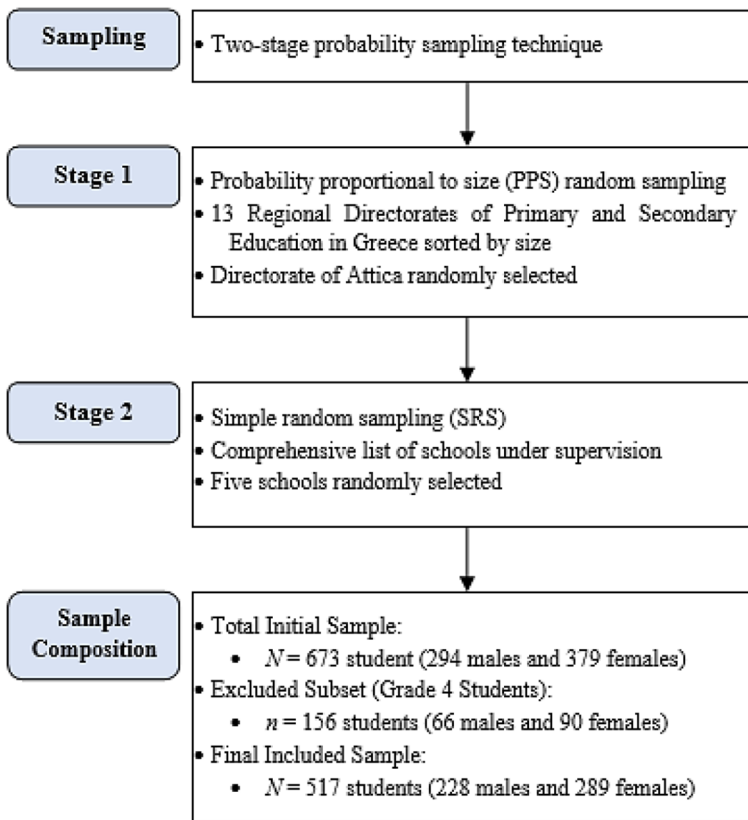 Sampling
• Two-stage probability sampling technique
Stage 1
• Probability proportional to size (PPS) random sampling
• 13 Regional Directorates of Primary and Secondary
Education in Greece sorted by size
• Directorate of Attica randomly selected
Stage 2
• Simple random sampling (SRS)
• Comprehensive list of schools under supervision
• Five schools randomly selected
Sample
Composition
• Total Initial Sample:
• N = 673 student (294 males and 379 females)
• Excluded Subset (Grade 4 Students):
• n = 156 students (66 males and 90 females)
• Final Included Sample:
• N = 517 students (228 males and 289 females)